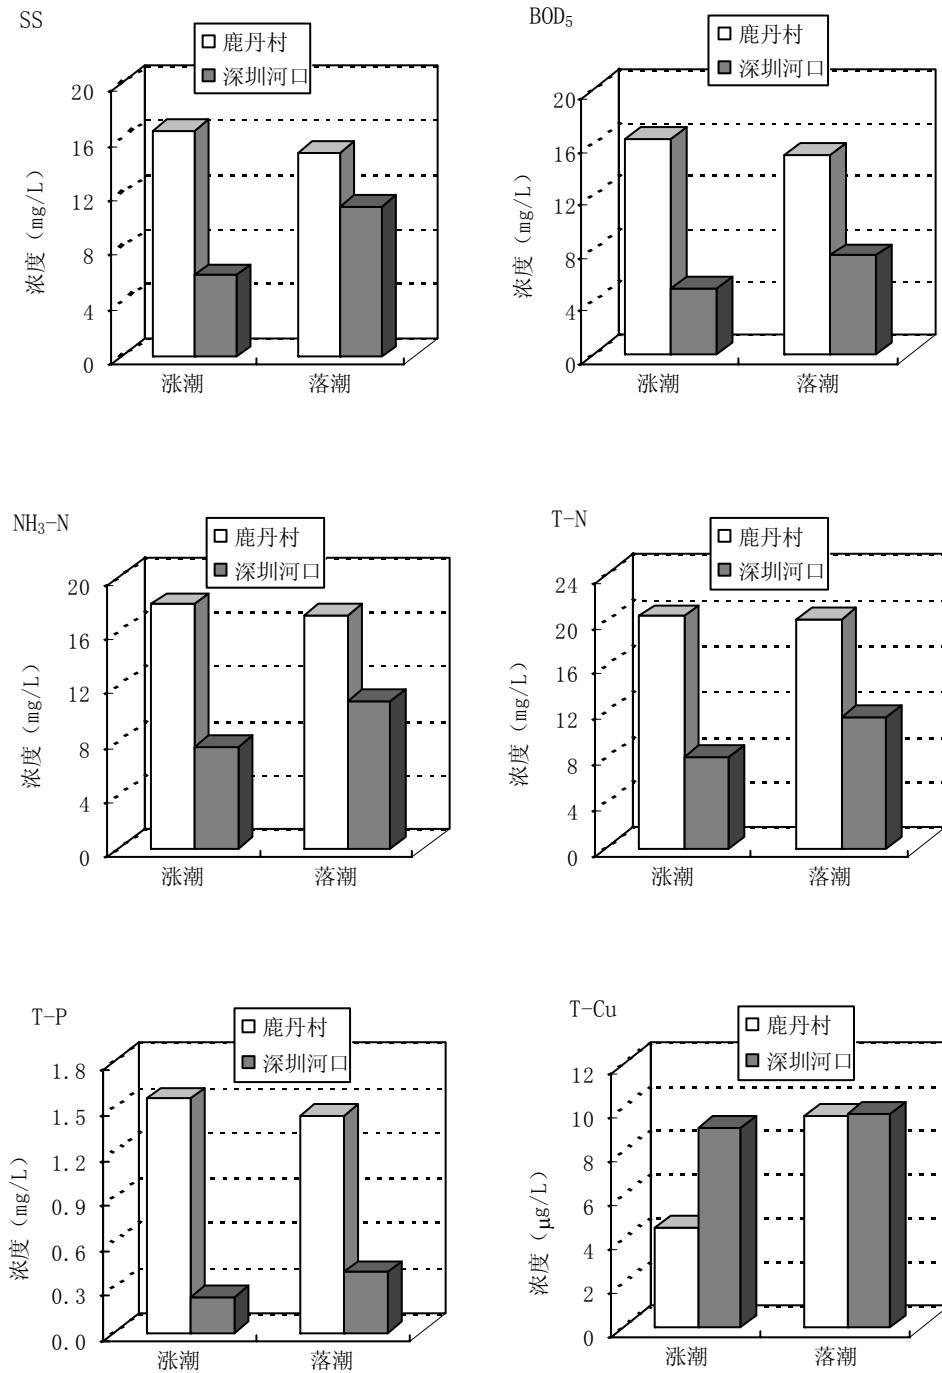 SS
鹿丹村
深圳河口
浓度（mg/L）
20
16
12
8
4
0
涨潮
落潮
BOD₅
鹿丹村
深圳河口
浓度（mg/L）
20
16
12
8
4
0
涨潮
落潮
NH₃-N
鹿丹村
深圳河口
浓度（mg/L）
20
16
12
8
4
0
涨潮
落潮
T-N
鹿丹村
深圳河口
浓度（mg/L）
24
20
16
12
8
4
0
涨潮
落潮
T-P
鹿丹村
深圳河口
浓度（mg/L）
1.8
1.5
1.2
0.9
0.6
0.3
0.0
涨潮
落潮
T-Cu
鹿丹村
深圳河口
浓度（μg/L）
12
10
8
6
4
2
0
涨潮
落潮